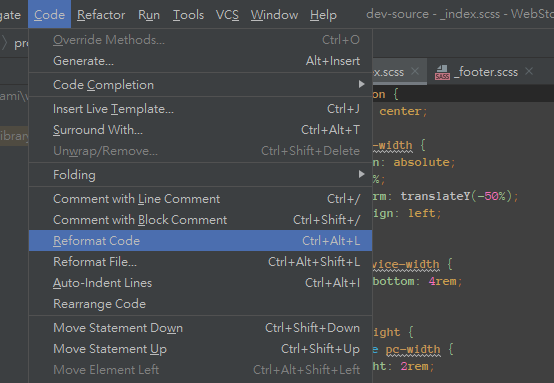 gate Code Refactor Run Tools VCS Window Help dev-source - _index.scss - WebSto
Override Methods... Ctrl+O
Generate... Alt+Insert
Code Completion
Insert Live Template... Ctrl+J
Surround With... Ctrl+Alt+T
Unwrap/Remove... Ctrl+Shift+Delete
Folding
Comment with Line Comment Ctrl+/
Comment with Block Comment Ctrl+Shift+/
Reformat Code Ctrl+Alt+L
Reformat File... Ctrl+Alt+Shift+L
Auto-Indent Lines Ctrl+Alt+I
Rearrange Code
Move Statement Down Ctrl+Shift+Down
Move Statement Up Ctrl+Shift+Up
Move Element Left Ctrl+Alt+Shift+Left
pro
ami\
library
ex.scss
SASS _footer.scss
on {
center;
-width {
n: absolute;
%;
rm: translateY(-50%);
ign: left;
vice-width {
bottom: 4rem;
ight {
e pc-width {
ht: 2rem;